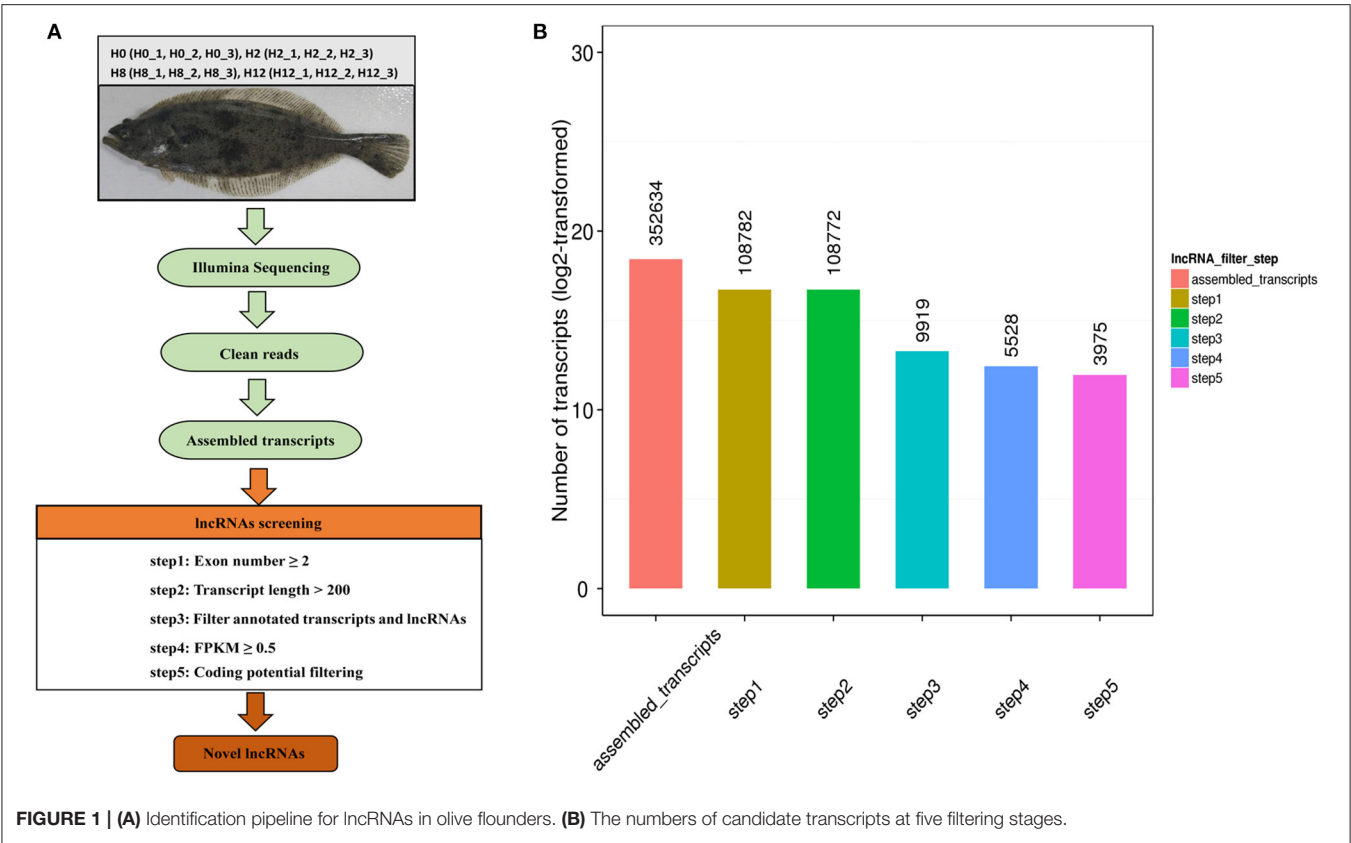 A
H0 (H0_1, H0_2, H0_3), H2 (H2_1, H2_2, H2_3)
H8 (H8_1, H8_2, H8_3), H12 (H12_1, H12_2, H12_3)
Illumina Sequencing
Clean reads
Assembled transcripts
lncRNAs screening
step1: Exon number ≥ 2
step2: Transcript length > 200
step3: Filter annotated transcripts and lncRNAs
step4: FPKM ≥ 0.5
step5: Coding potential filtering
Novel lncRNAs
B
Number of transcripts (log2-transformed)
30
20
10
0
352634
108782
108772
9919
5528
3975
assembled_transcripts
step1
step2
step3
step4
step5
lncRNA_filter_step
assembled_transcripts
step1
step2
step3
step4
step5
FIGURE 1 | (A) Identification pipeline for lncRNAs in olive flounders. (B) The numbers of candidate transcripts at five filtering stages.